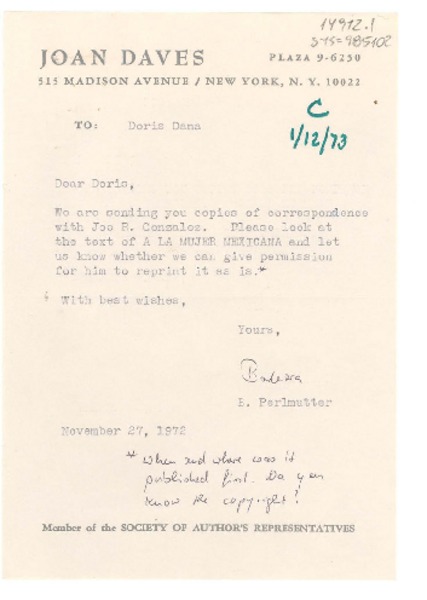 14912.1
JOAN DAVES
PLAZA 9-6250
515 MADISON AVENUE / NEW YORK, N. Y. 10022
C
1/12/73
TO: Doris Dana
Dear Doris,
We are sending you copies of correspondence
with Joe R. Gonzalez. Please look at
the text of A LA MUJER MEXICANA and let
us know whether we can give permission
for him to reprint it as is.*
With best wishes,
Yours,
Barbara
B. Perlmutter
November 27, 1972
* When and where was it
published first. Do you
know the copyright?
Member of the SOCIETY OF AUTHOR'S REPRESENTATIVES